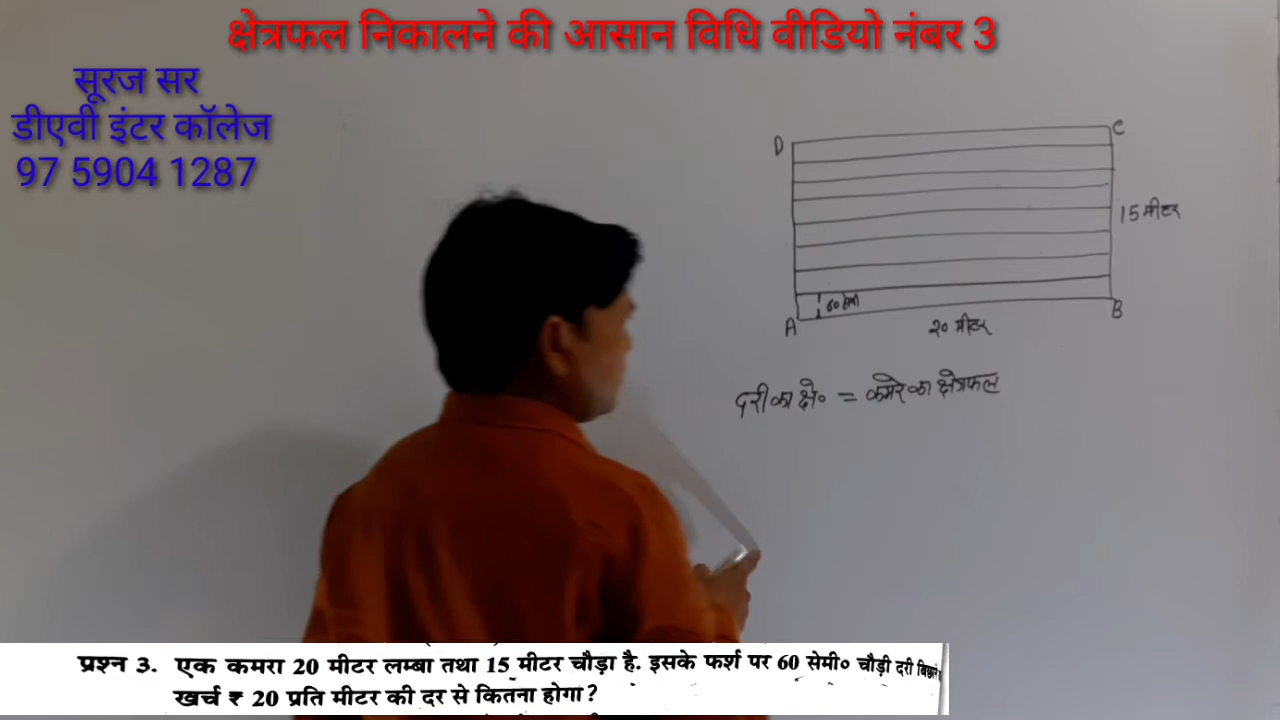 क्षेत्रफल निकालने की आसान विधि वीडियो नंबर 3
सूरज सर
डीएवी इंटर कॉलेज
97 5904 1287
D
C
15 मीटर
60 सेमी
A
B
२० मीटर
दरी का क्षे० = कमरे का क्षेत्रफल
प्रश्न 3. एक कमरा 20 मीटर लम्बा तथा 15 मीटर चौड़ा है. इसके फर्श पर 60 सेमी० चौड़ी दरी
खर्च ₹ 20 प्रति मीटर की दर से कितना होगा?